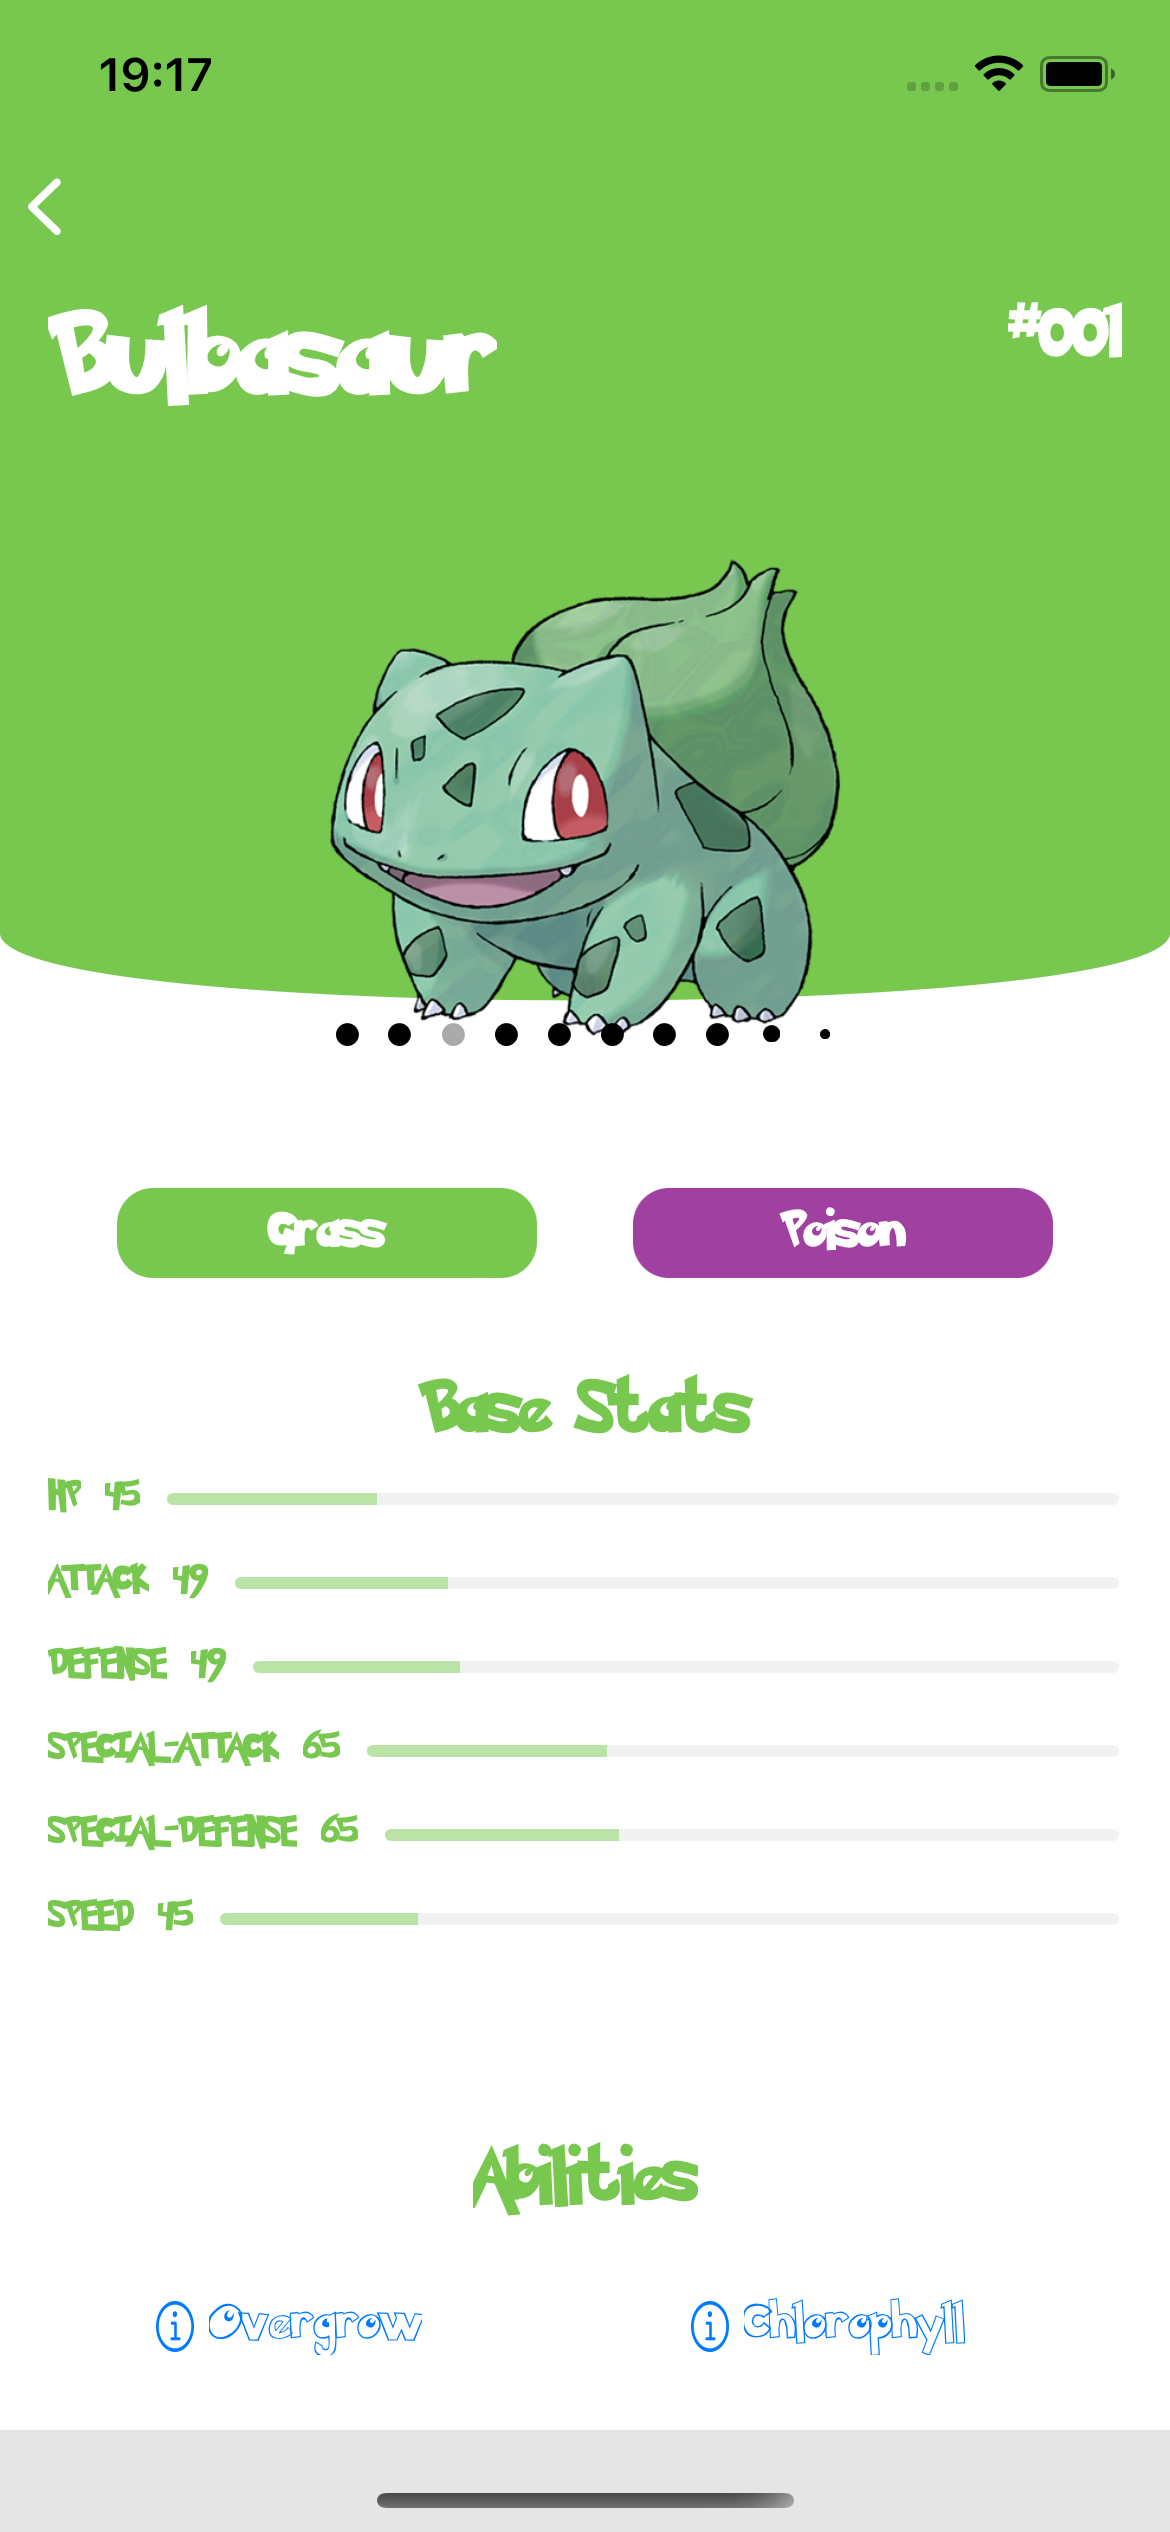 19:17
Bulbasaur
#001
Grass
Poison
Base Stats
HP 45
ATTACK 49
DEFENSE 49
SPECIAL-ATTACK 65
SPECIAL-DEFENSE 65
SPEED 45
Abilities
Overgrow
Chlorophyll